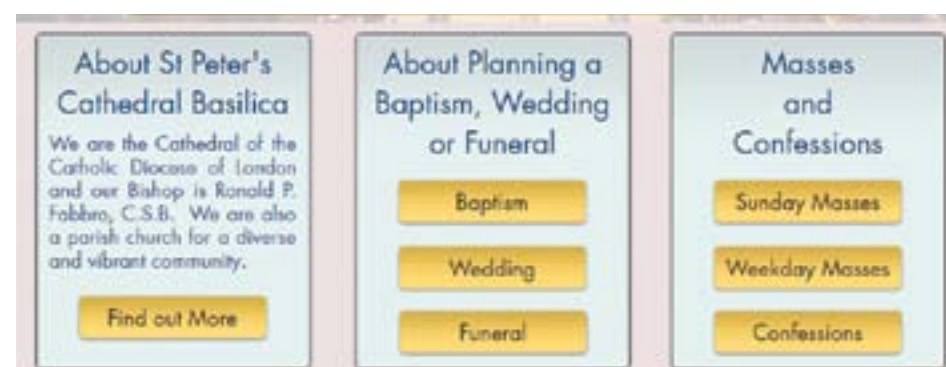 About St Peter's
Cathedral Basilica
We are the Cathedral of the
Catholic Diocese of London
and our Bishop is Ronald P.
Fabbro, C.S.B. We are also
a parish church for a diverse
and vibrant community.
Find out More
About Planning a
Baptism, Wedding
or Funeral
Baptism
Wedding
Funeral
Masses
and
Confessions
Sunday Masses
Weekday Masses
Confessions